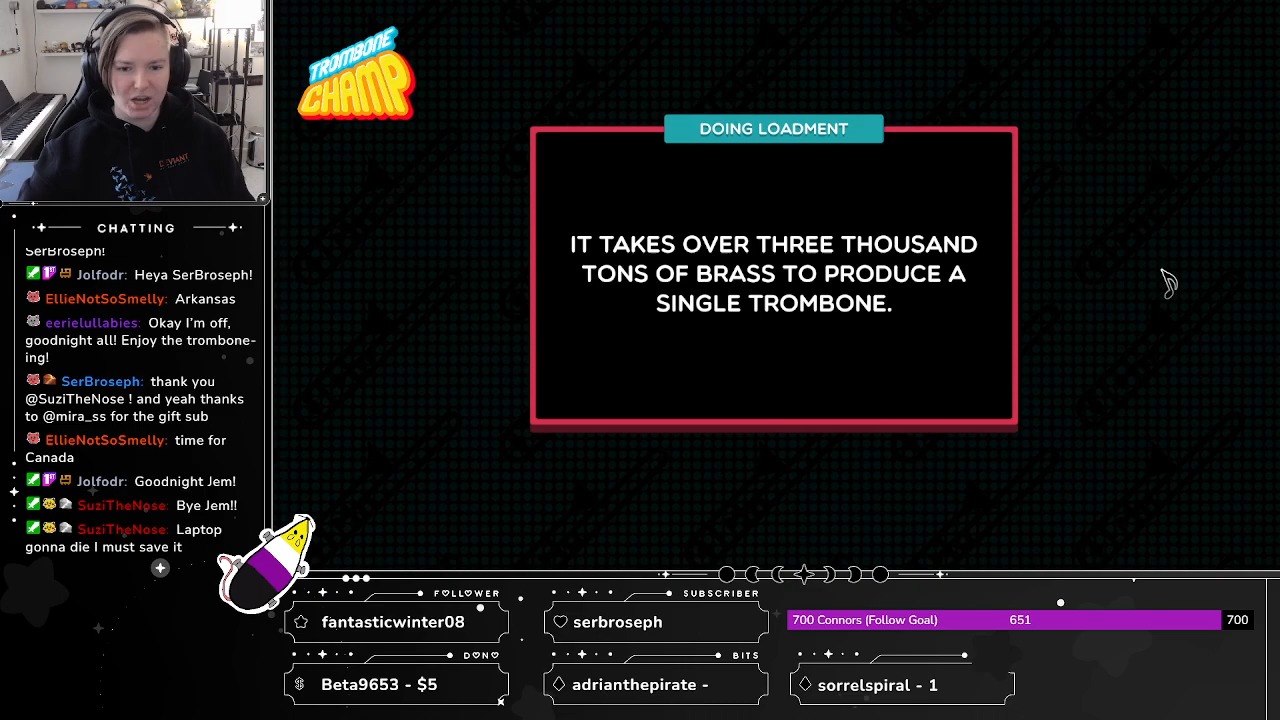 TROMBONE
CHAMP
DOING LOADMENT
IT TAKES OVER THREE THOUSAND
TONS OF BRASS TO PRODUCE A
SINGLE TROMBONE.
DEVIANT
CHATTING
SerBroseph!
Jolfodr: Heya SerBroseph!
EllieNotSoSmelly: Arkansas
eerielullabies: Okay I'm off,
goodnight all! Enjoy the trombone-
ing!
SerBroseph: thank you
@SuziTheNose ! and yeah thanks
to @mira_ss for the gift sub
EllieNotSoSmelly: time for
Canada
Jolfodr: Goodnight Jem!
SuziTheNose: Bye Jem!!
SuziTheNose: Laptop
gonna die I must save it
FOLLOWER
fantasticwinter08
SUBSCRIBER
serbroseph
700 Connors (Follow Goal) 651 700
DONO
Beta9653 - $5
BITS
adrianthepirate -
sorrelspiral - 1